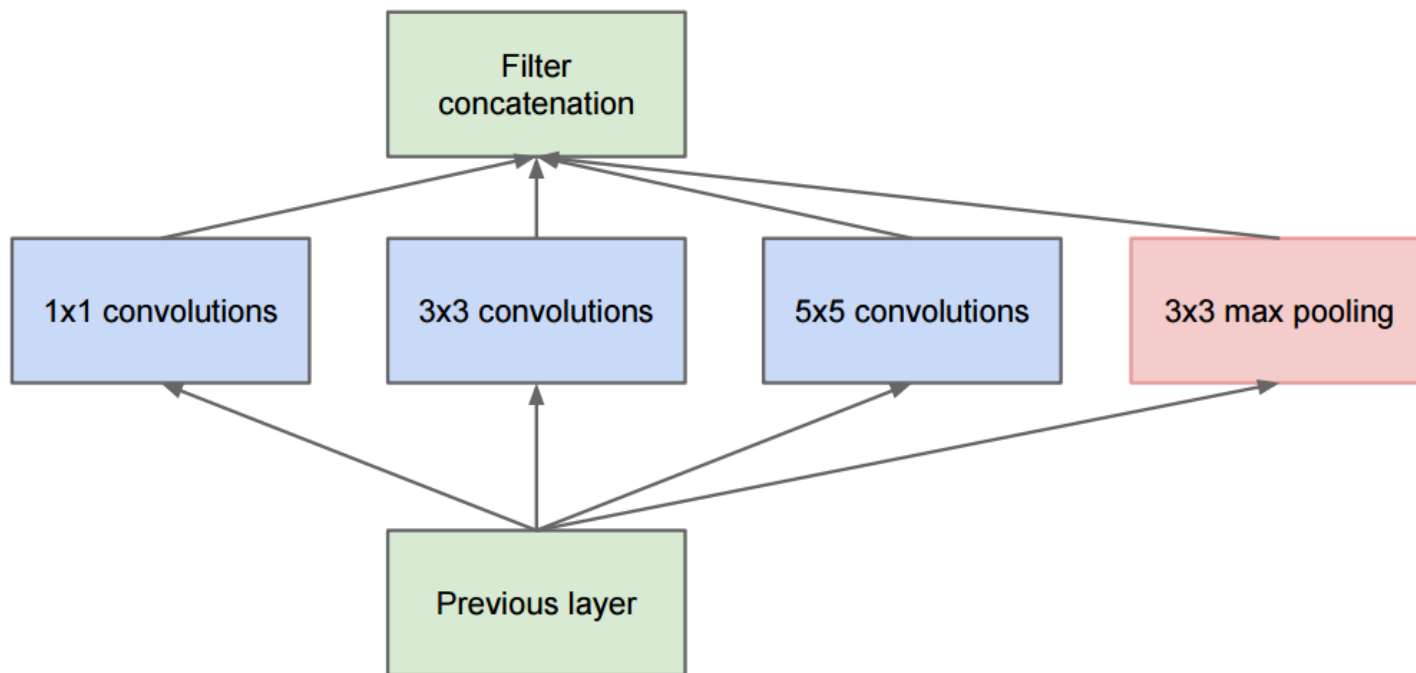 Filter
concatenation
1x1 convolutions
3x3 convolutions
5x5 convolutions
3x3 max pooling
Previous layer